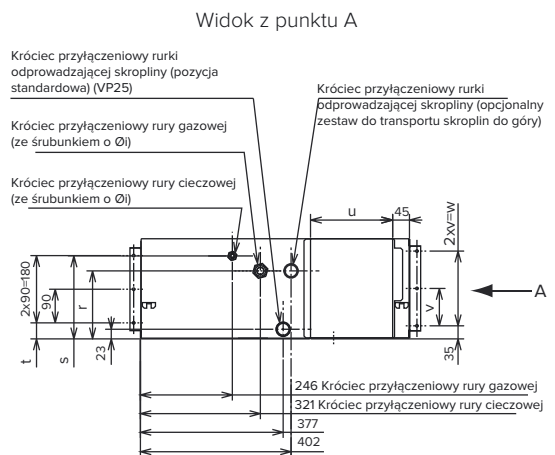 Widok z punktu A
Króciec przyłączeniowy rurki
odprowadzającej skropliny (pozycja
standardowa) (VP25)
Króciec przyłączeniowy rurki
odprowadzającej skropliny (opcjonalny
zestaw do transportu skroplin do góry)
Króciec przyłączeniowy rury gazowej
(ze śrubunkiem o Øi)
Króciec przyłączeniowy rury cieczowej
(ze śrubunkiem o Øi)
u
45
2xv=w
2x90=180
90
r
v
A
t
s
23
35
246 Króciec przyłączeniowy rury gazowej
321 Króciec przyłączeniowy rury cieczowej
377
402